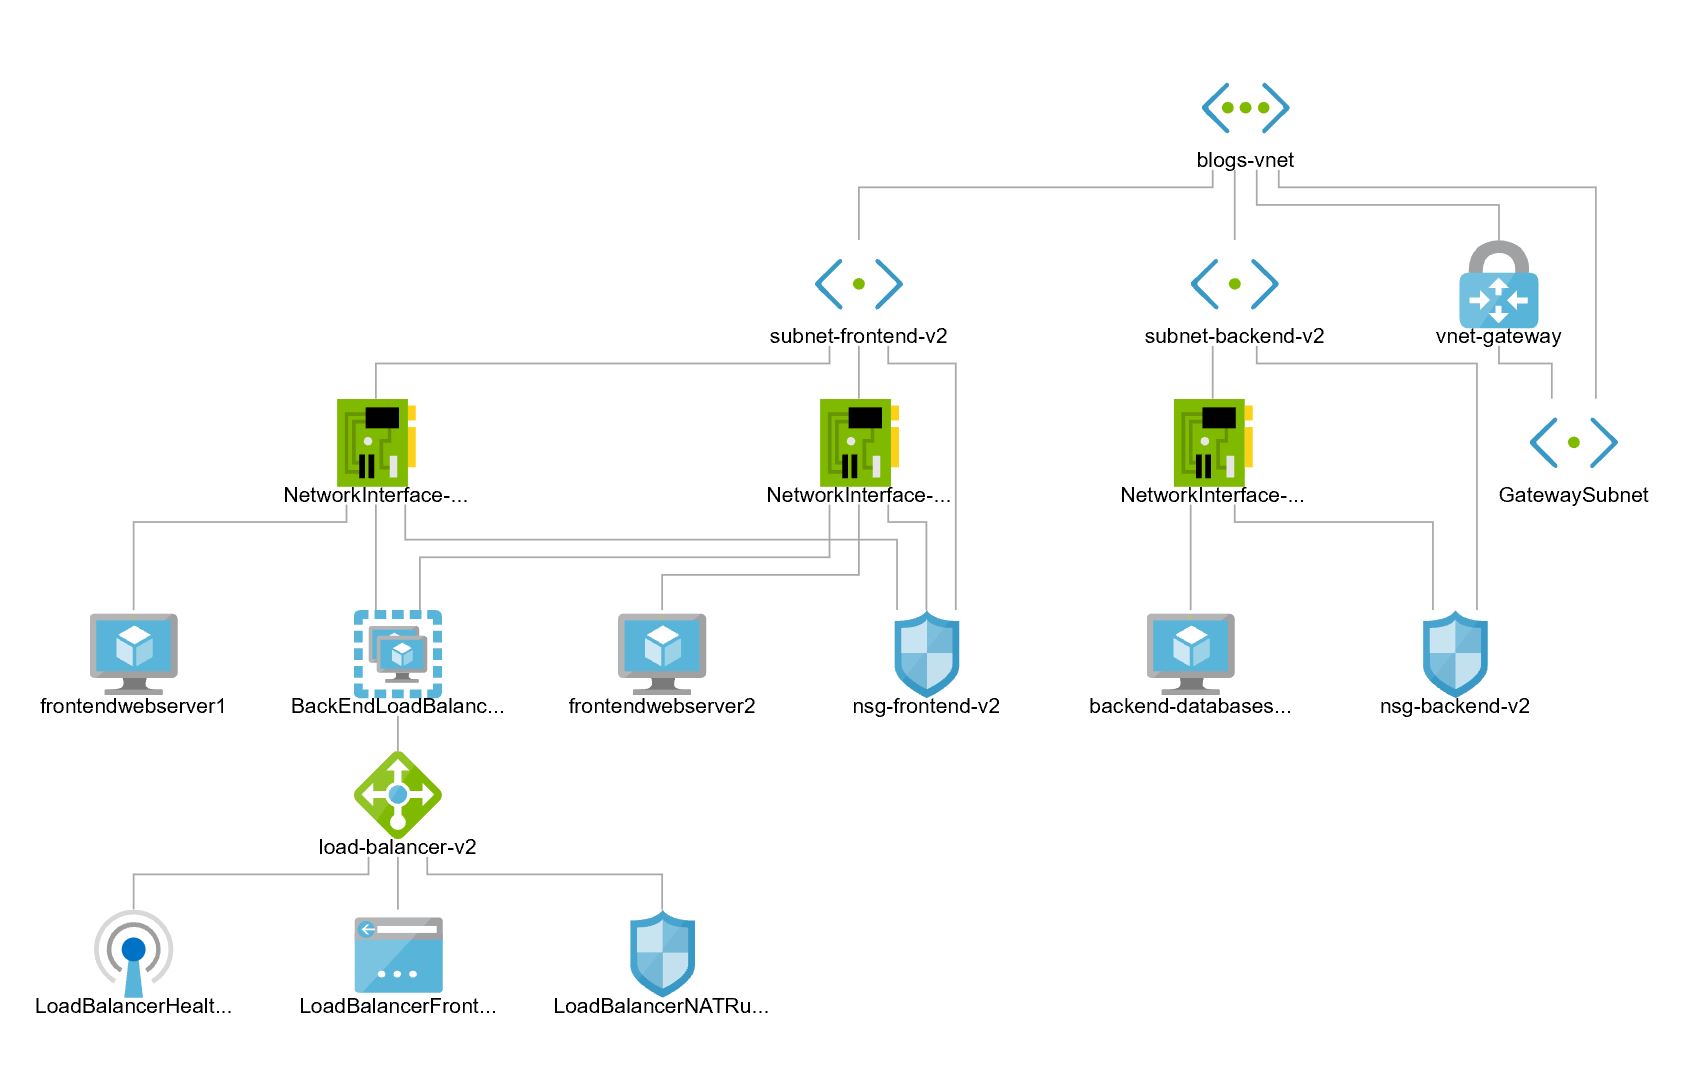 blogs-vnet
subnet-frontend-v2
subnet-backend-v2
vnet-gateway
NetworkInterface-...
NetworkInterface-...
NetworkInterface-...
GatewaySubnet
frontendwebserver1
BackEndLoadBalanc...
frontendwebserver2
nsg-frontend-v2
backend-databases...
nsg-backend-v2
load-balancer-v2
LoadBalancerHealt...
LoadBalancerFront...
LoadBalancerNATRu...